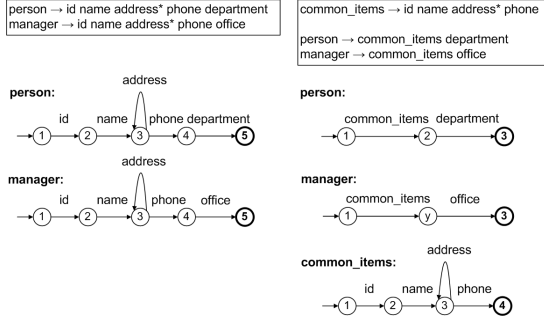 person → id name address* phone department
manager → id name address* phone office
person:
address
id name phone department
1 2 3 4 5
manager:
address
id name phone office
1 2 3 4 5
common_items → id name address* phone
person → common_items department
manager → common_items office
person:
common_items department
1 2 3
manager:
common_items office
1 y 3
common_items:
address
id name phone
1 2 3 4